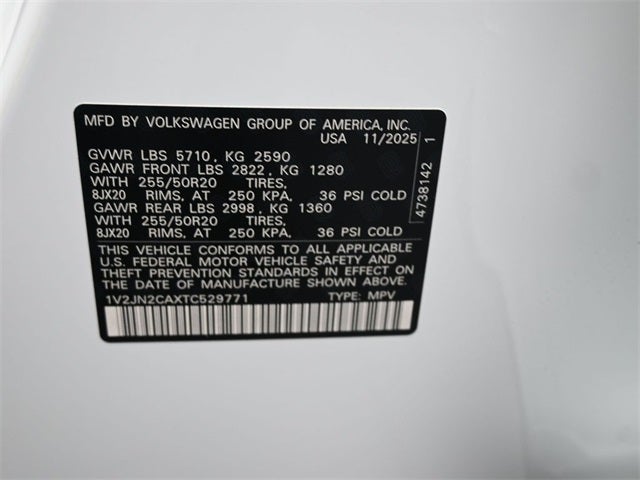 MFD BY VOLKSWAGEN GROUP OF AMERICA, INC.
USA 11/2025
GVWR LBS 5710, KG 2590
GAWR FRONT LBS 2822, KG 1280
WITH 255/50R20 TIRES,
8JX20 RIMS, AT 250 KPA, 36 PSI COLD
GAWR REAR LBS 2998, KG 1360
WITH 255/50R20 TIRES,
8JX20 RIMS, AT 250 KPA, 36 PSI COLD
THIS VEHICLE CONFORMS TO ALL APPLICABLE
U.S. FEDERAL MOTOR VEHICLE SAFETY AND
THEFT PREVENTION STANDARDS IN EFFECT ON
THE DATE OF MANUFACTURE SHOWN ABOVE.
1V2JN2CAXTC529771 TYPE: MPV
4738142 1